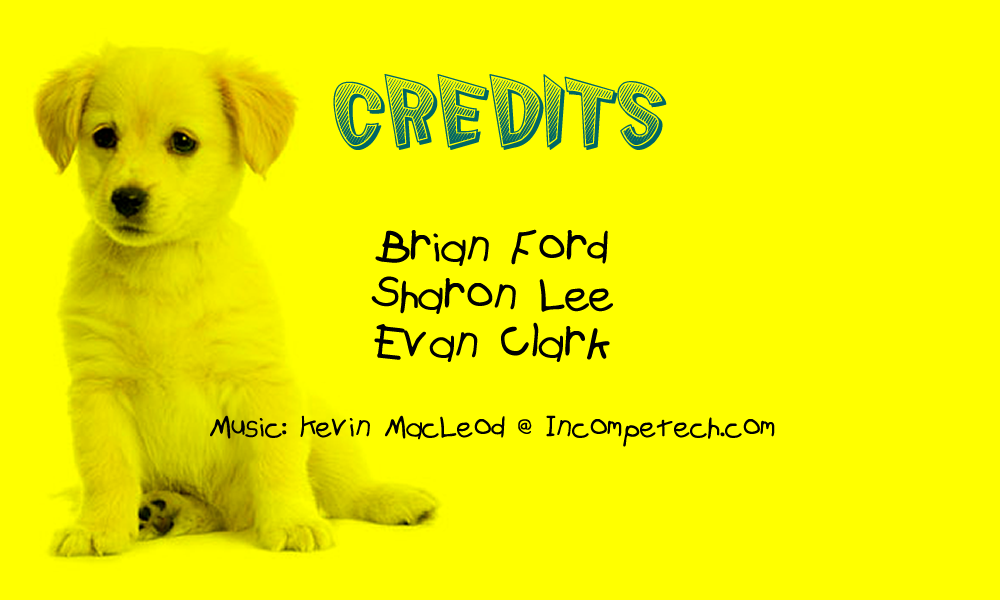 CREDITS
Brian Ford
Sharon Lee
Evan Clark
Music: Kevin MacLeod @ Incompetech.com